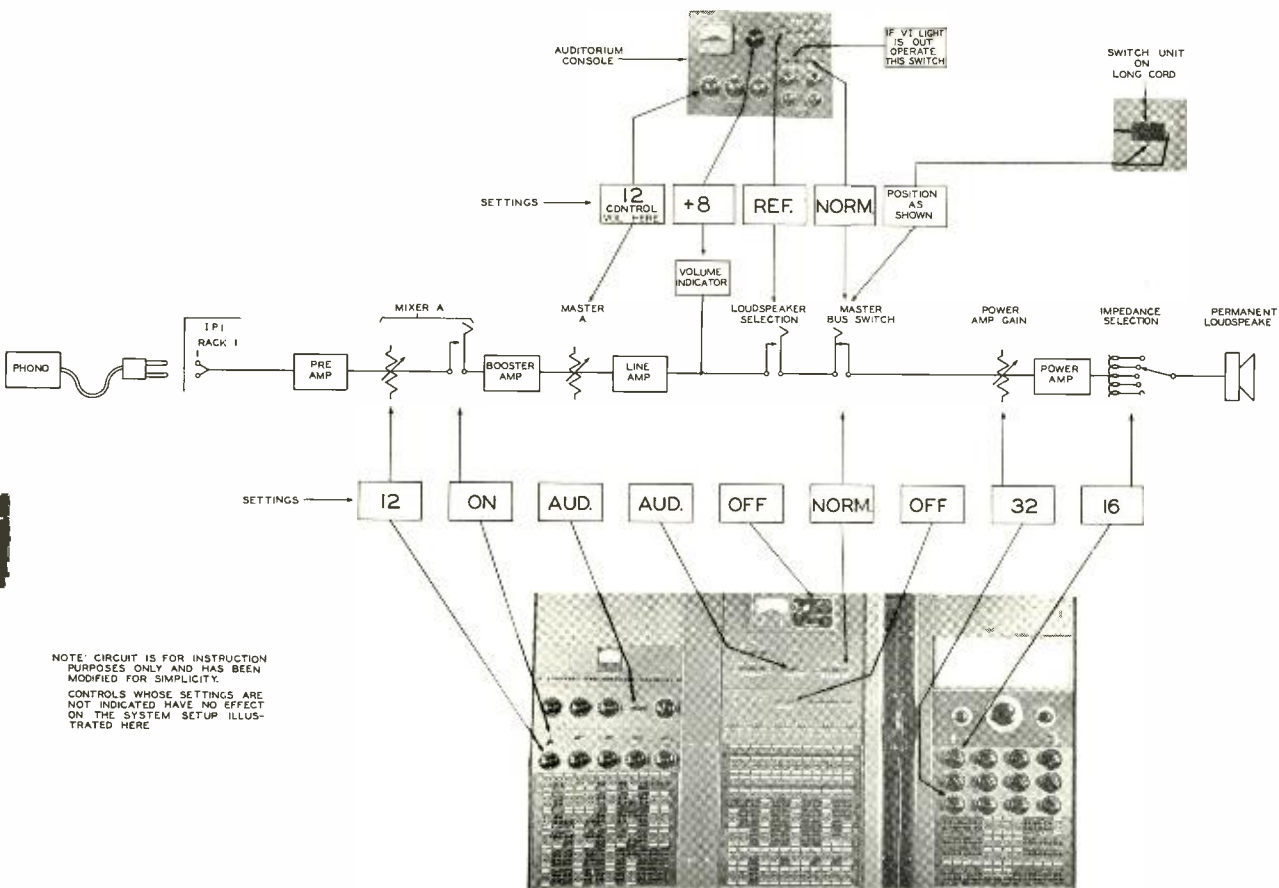 AUDITORIUM
CONSOLE
IF VI LIGHT
IS OUT
OPERATE
THIS SWITCH
SWITCH UNIT
ON
LONG CORD
SETTINGS
12
CONTROL
VOL. HERE
+8
REF.
NORM.
POSITION
AS
SHOWN
VOLUME
INDICATOR
PHONO
IPI
RACK I
PRE
AMP
MIXER A
BOOSTER
AMP
MASTER
A
LINE
AMP
LOUDSPEAKER
SELECTION
MASTER
BUS SWITCH
POWER
AMP GAIN
POWER
AMP
IMPEDANCE
SELECTION
PERMANENT
LOUDSPEAKE
SETTINGS
12
ON
AUD.
AUD.
OFF
NORM.
OFF
32
16
NOTE: CIRCUIT IS FOR INSTRUCTION
PURPOSES ONLY AND HAS BEEN
MODIFIED FOR SIMPLICITY.
CONTROLS WHOSE SETTINGS ARE
NOT INDICATED HAVE NO EFFECT
ON THE SYSTEM SETUP ILLUS-
TRATED HERE